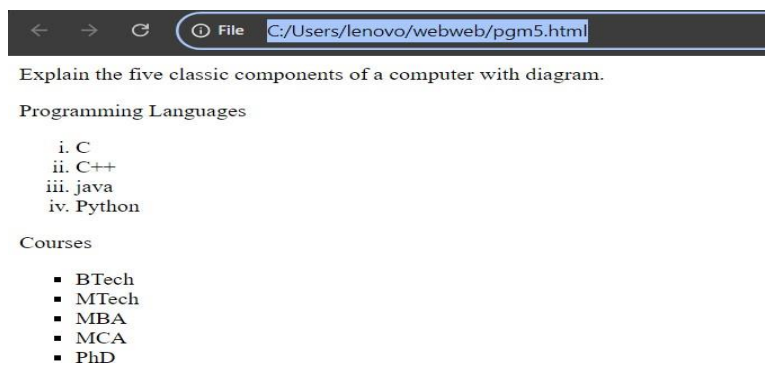 File C:/Users/lenovo/webweb/pgm5.html
Explain the five classic components of a computer with diagram.
Programming Languages
i. C
ii. C++
iii. java
iv. Python
Courses
▪ BTech
▪ MTech
▪ MBA
▪ MCA
▪ PhD